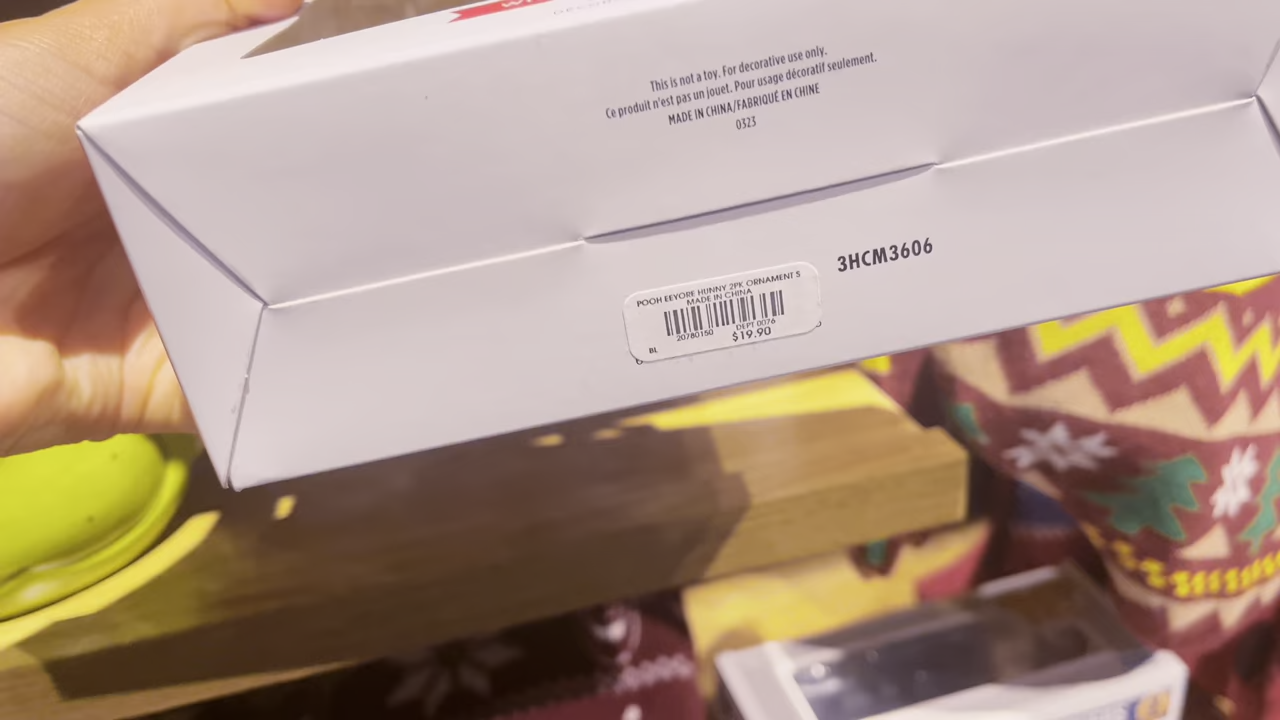 This is not a toy. For decorative use only.
Ce produit n'est pas un jouet. Pour usage décoratif seulement.
MADE IN CHINA/FABRIQUÉ EN CHINE
0323
3HCM3606
POOH EEYORE HUNNY 2PK ORNAMENT S
MADE IN CHINA
DEPT 0076
20780150
BL
$19.90